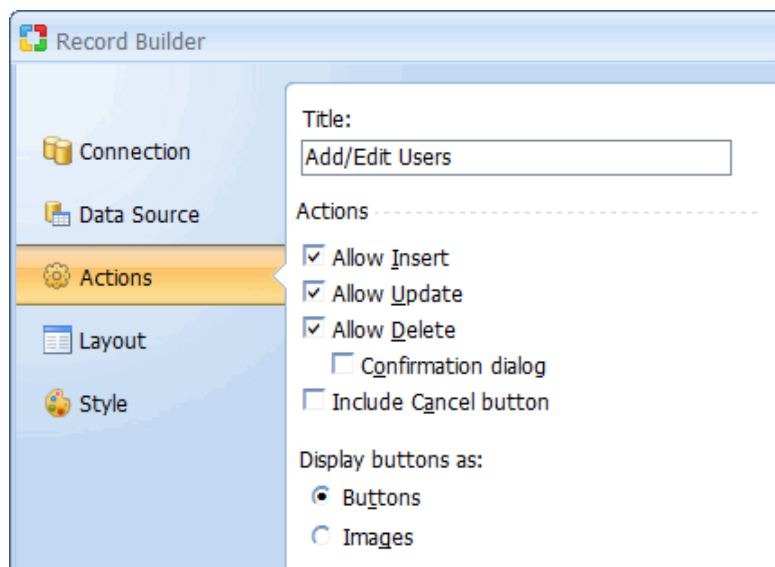 Record Builder
Connection
Data Source
Actions
Layout
Style
Title:
Add/Edit Users
Actions
Allow Insert
Allow Update
Allow Delete
Confirmation dialog
Include Cancel button
Display buttons as:
Buttons
Images